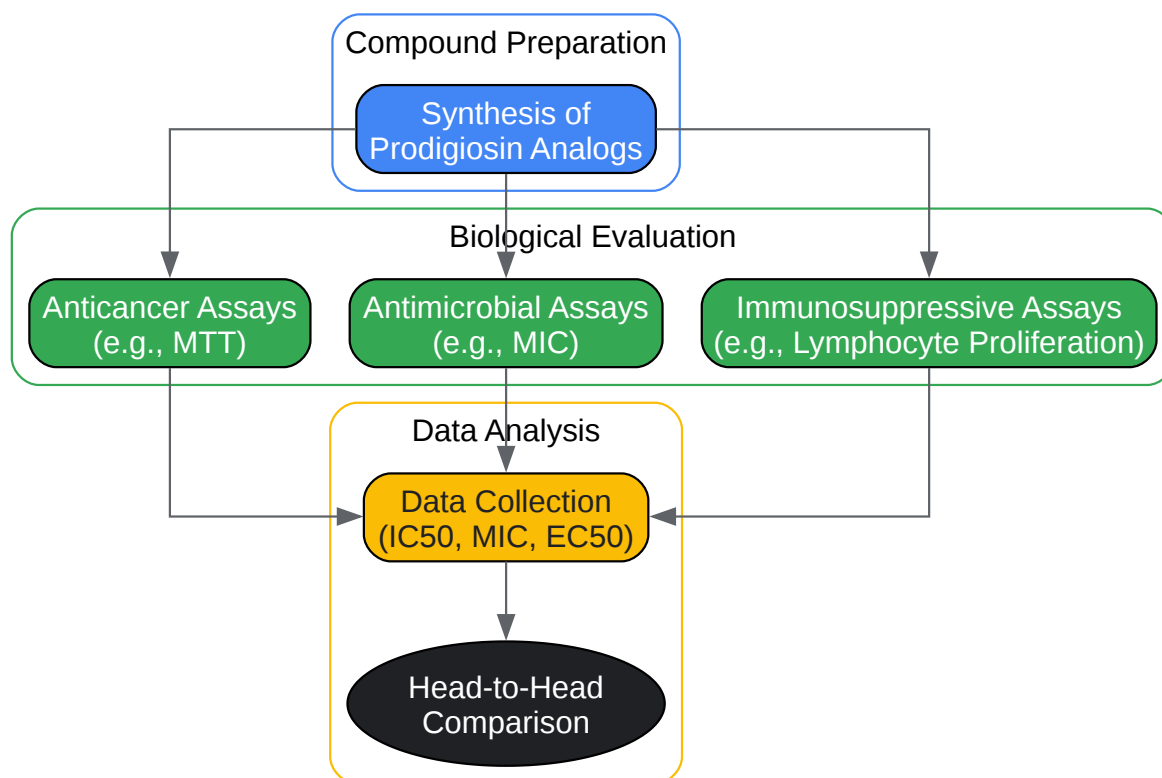 Compound Preparation
Synthesis of
Prodigiosin Analogs
Biological Evaluation
Anticancer Assays
(e.g., MTT)
Antimicrobial Assays
(e.g., MIC)
Immunosuppressive Assays
(e.g., Lymphocyte Proliferation)
Data Analysis
Data Collection
(IC50, MIC, EC50)
Head-to-Head
Comparison